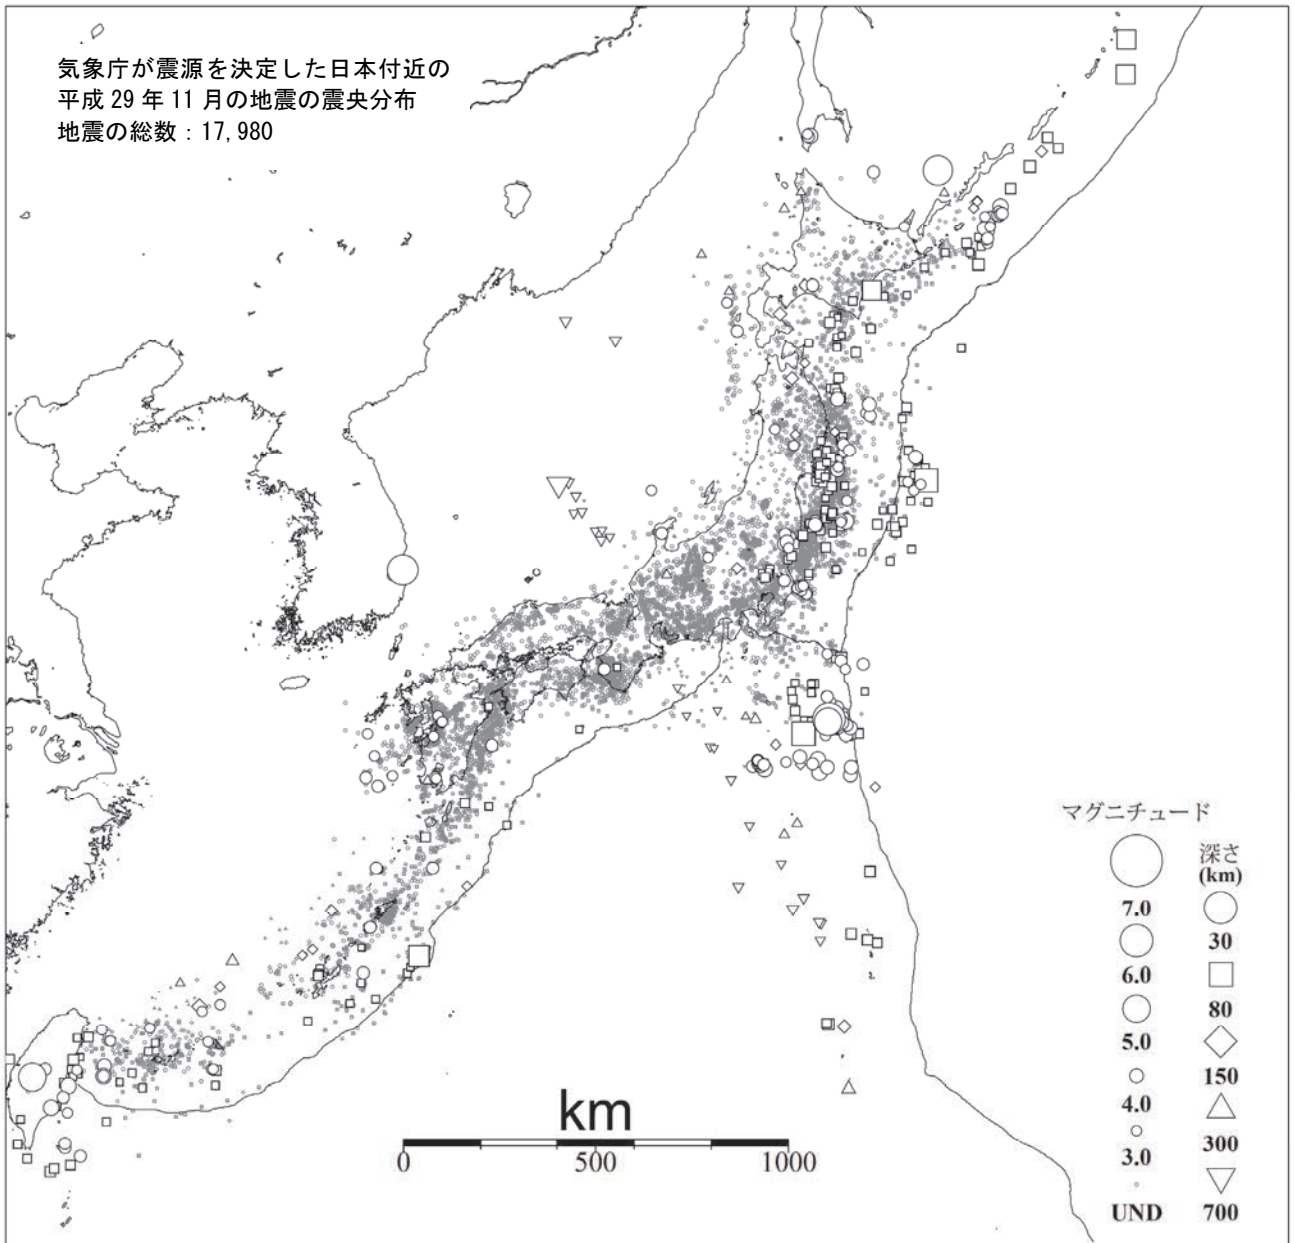 気象庁が震源を決定した日本付近の
平成 29 年 11 月の地震の震央分布
地震の総数：17,980
マグニチュード
深さ
(km)
7.0
30
6.0
80
5.0
150
4.0
300
3.0
UND 700
km
0 500 1000